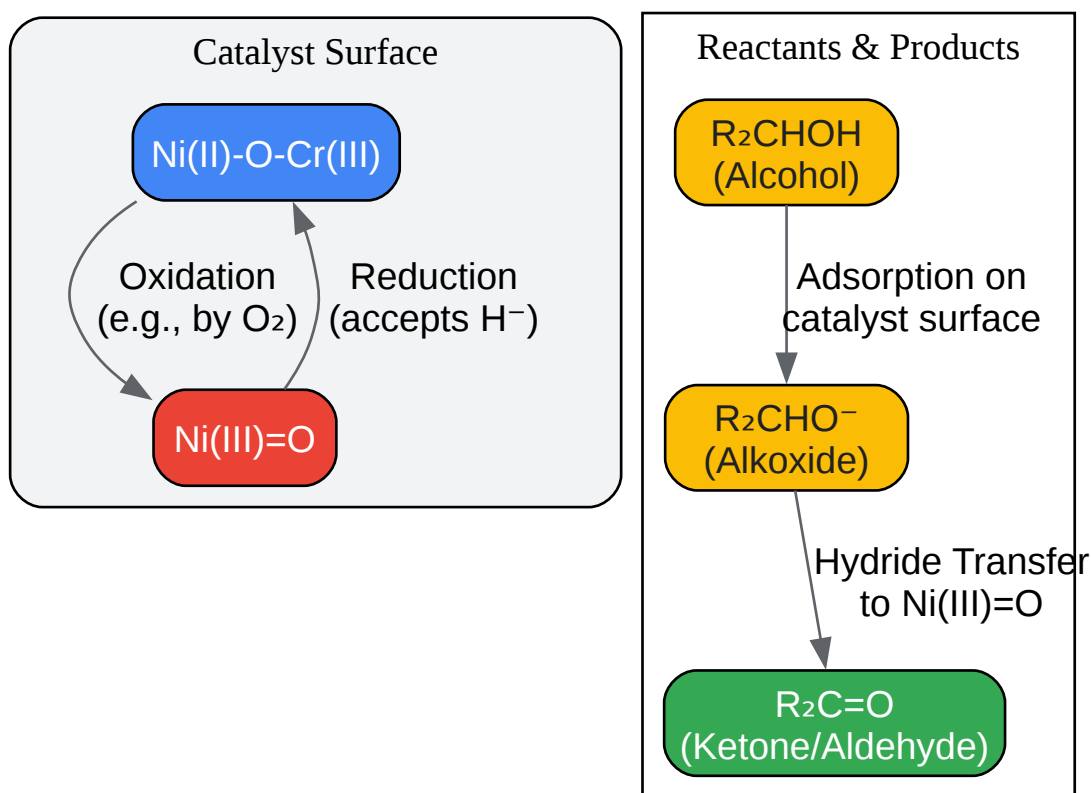 Catalyst Surface
Ni(II)-O-Cr(III)
Oxidation
(e.g., by O₂)
Reduction
(accepts H⁻)
Ni(III)=O
Reactants & Products
R₂CHOH
(Alcohol)
Adsorption on
catalyst surface
R₂CHO⁻
(Alkoxide)
Hydride Transfer
to Ni(III)=O
R₂C=O
(Ketone/Aldehyde)